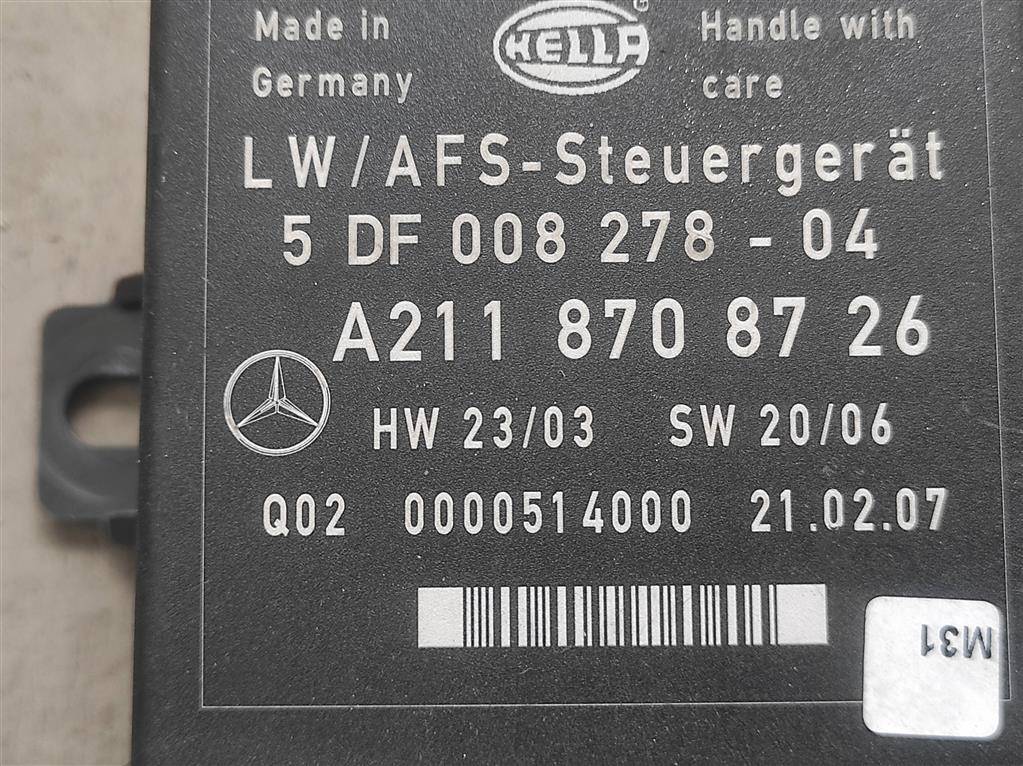 Made in Germany
HELLA
Handle with care
LW/AFS-Steuergerät
5 DF 008 278 - 04
A211 870 87 26
HW 23/03 SW 20/06
Q02 0000514000 21.02.07
M31